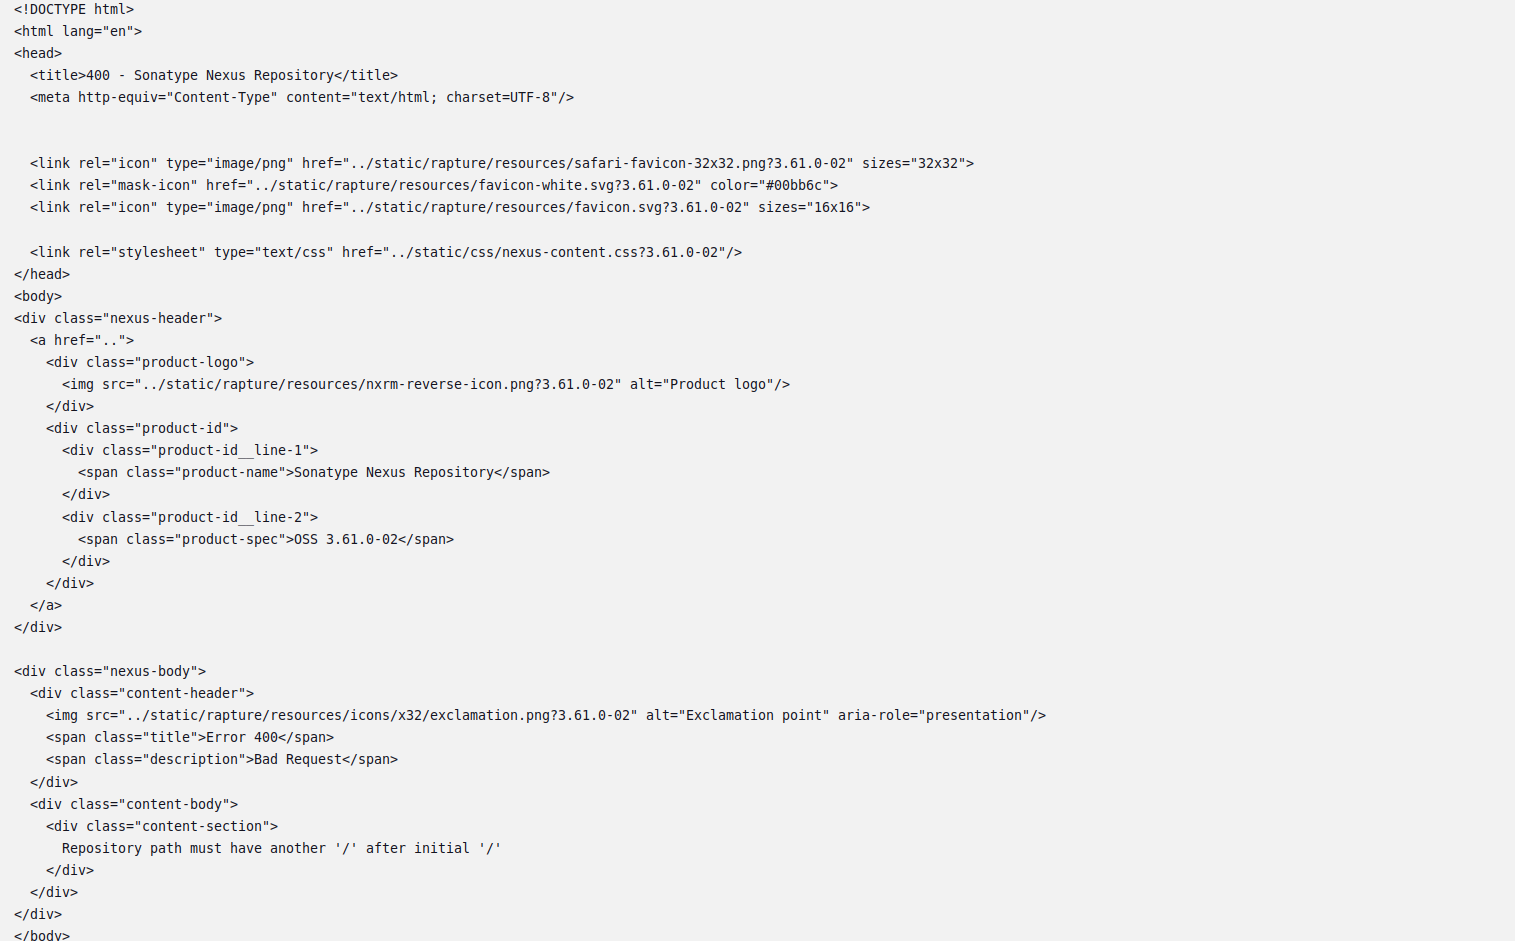 <!DOCTYPE html>
<html lang="en">
<head>
  <title>400 - Sonatype Nexus Repository</title>
  <meta http-equiv="Content-Type" content="text/html; charset=UTF-8"/>
  <link rel="icon" type="image/png" href="../static/rapture/resources/safari-favicon-32x32.png?3.61.0-02" sizes="32x32">
  <link rel="mask-icon" href="../static/rapture/resources/favicon-white.svg?3.61.0-02" color="#00bb6c">
  <link rel="icon" type="image/png" href="../static/rapture/resources/favicon.svg?3.61.0-02" sizes="16x16">
  <link rel="stylesheet" type="text/css" href="../static/css/nexus-content.css?3.61.0-02"/>
</head>
<body>
<div class="nexus-header">
  <a href="..">
    <div class="product-logo">
      <img src="../static/rapture/resources/nxrm-reverse-icon.png?3.61.0-02" alt="Product logo"/>
    </div>
    <div class="product-id">
      <div class="product-id__line-1">
        <span class="product-name">Sonatype Nexus Repository</span>
      </div>
      <div class="product-id__line-2">
        <span class="product-spec">OSS 3.61.0-02</span>
      </div>
    </div>
  </a>
</div>
<div class="nexus-body">
  <div class="content-header">
    <img src="../static/rapture/resources/icons/x32/exclamation.png?3.61.0-02" alt="Exclamation point" aria-role="presentation"/>
    <span class="title">Error 400</span>
    <span class="description">Bad Request</span>
  </div>
  <div class="content-body">
    <div class="content-section">
      Repository path must have another '/' after initial '/'
    </div>
  </div>
</div>
</body>